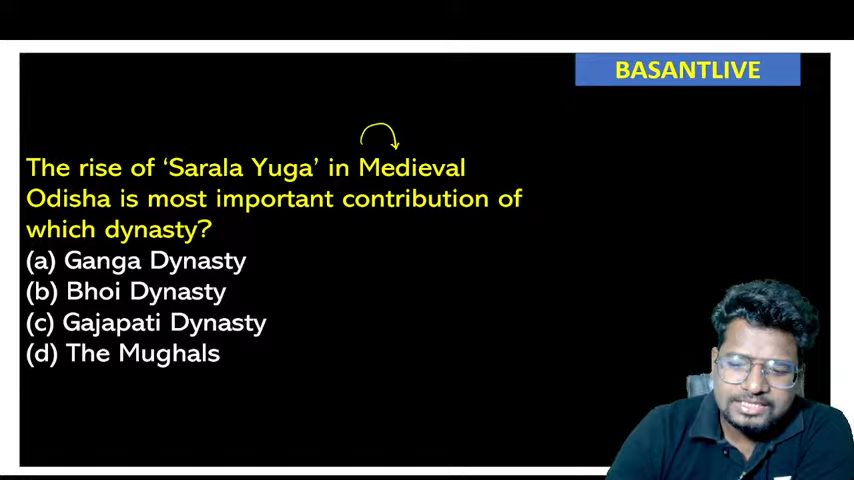 BASANTLIVE
The rise of ‘Sarala Yuga’ in Medieval
Odisha is most important contribution of
which dynasty?
(a) Ganga Dynasty
(b) Bhoi Dynasty
(c) Gajapati Dynasty
(d) The Mughals